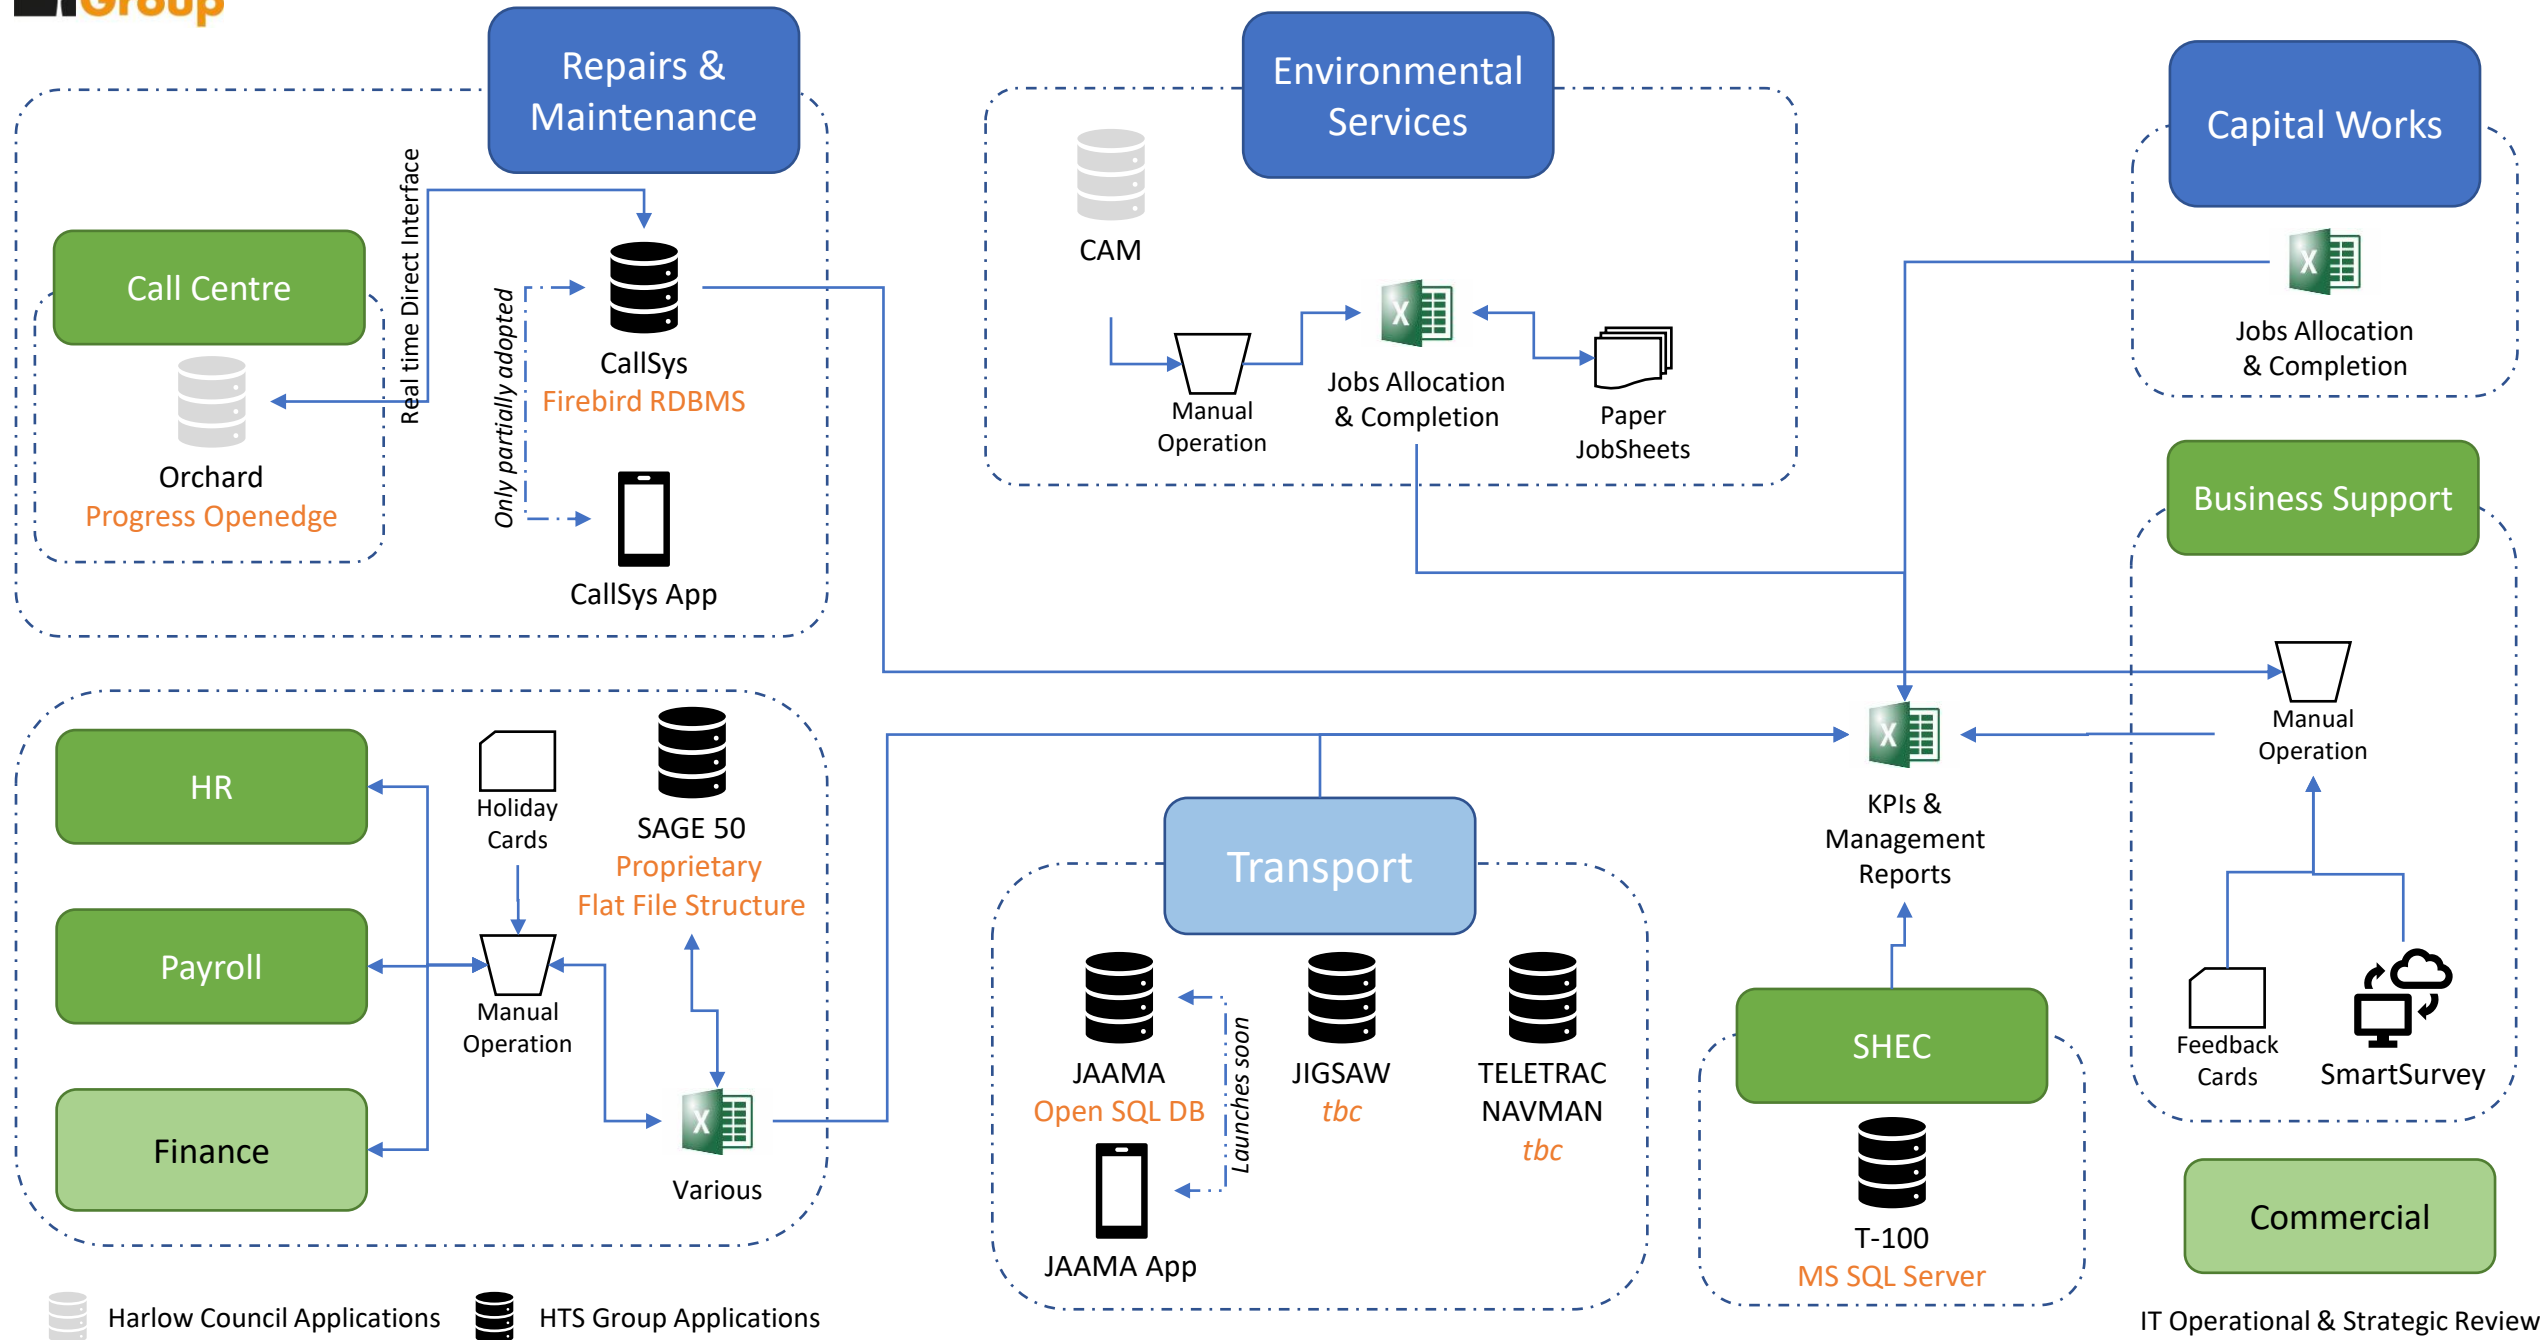 Group
Repairs &
Maintenance
Environmental
Services
Capital Works
Call Centre
Real time Direct Interface
Orchard
Progress Openedge
Only partially adopted
CallSys
Firebird RDBMS
CallSys App
CAM
Manual
Operation
Jobs Allocation
& Completion
Paper
JobSheets
Jobs Allocation
& Completion
Business Support
Manual
Operation
Feedback
Cards
SmartSurvey
HR
Payroll
Finance
Holiday
Cards
Manual
Operation
SAGE 50
Proprietary
Flat File Structure
Various
Transport
JAAMA
Open SQL DB
Launches soon
JAAMA App
JIGSAW
tbc
TELETRAC
NAVMAN
tbc
KPIs &
Management
Reports
SHEC
T-100
MS SQL Server
Commercial
Harlow Council Applications
HTS Group Applications
IT Operational & Strategic Review